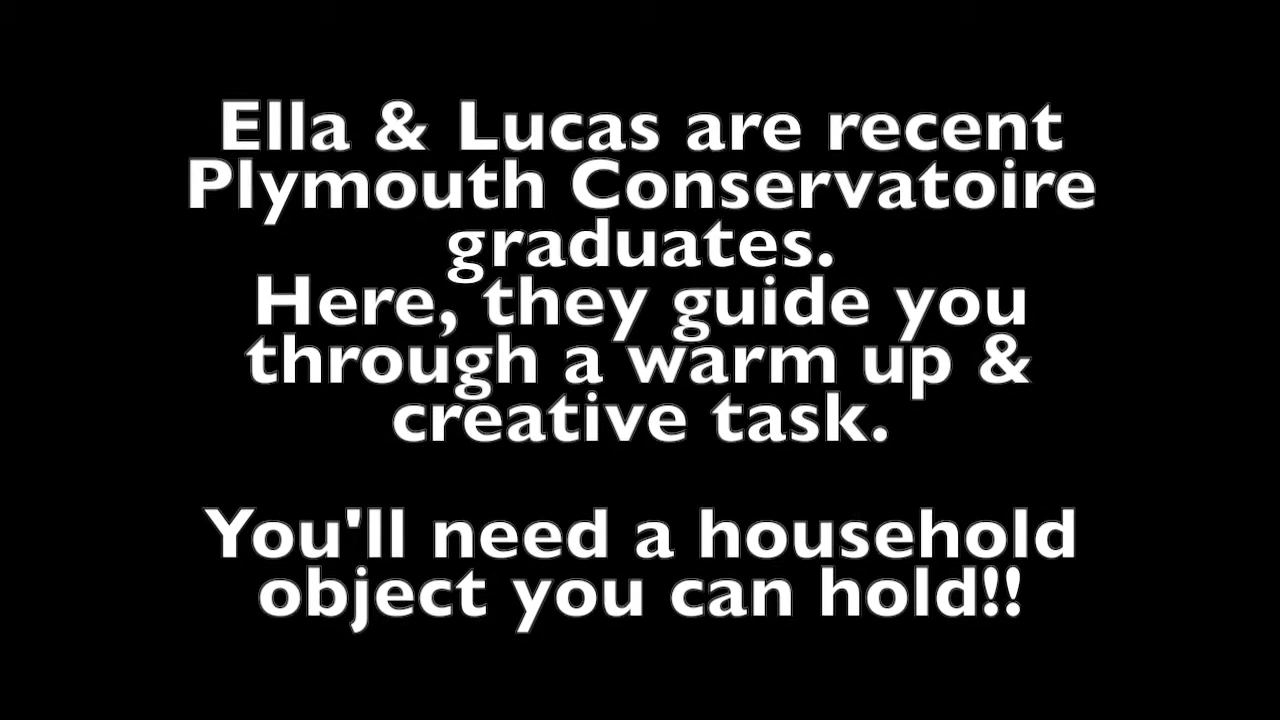 Ella & Lucas are recent
Plymouth Conservatoire
graduates.
Here, they guide you
through a warm up &
creative task.
You'll need a household
object you can hold!!